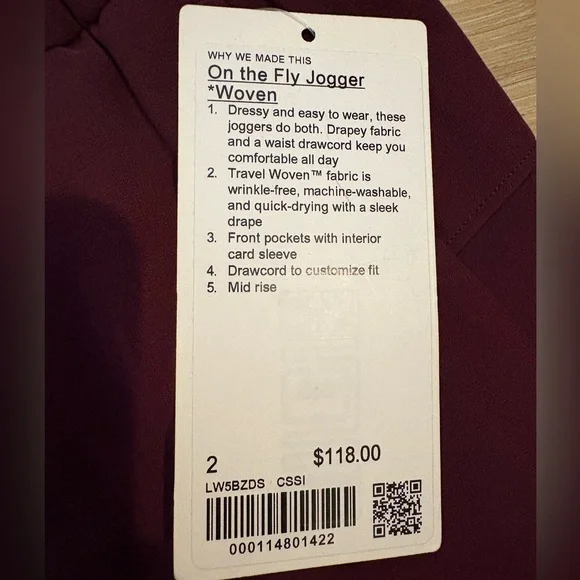 WHY WE MADE THIS
On the Fly Jogger
*Woven
1. Dressy and easy to wear, these
joggers do both. Drapey fabric
and a waist drawcord keep you
comfortable all day
2. Travel Woven™ fabric is
wrinkle-free, machine-washable,
and quick-drying with a sleek
drape
3. Front pockets with interior
card sleeve
4. Drawcord to customize fit
5. Mid rise
2 $118.00
LW5BZDS CSSI
000114801422